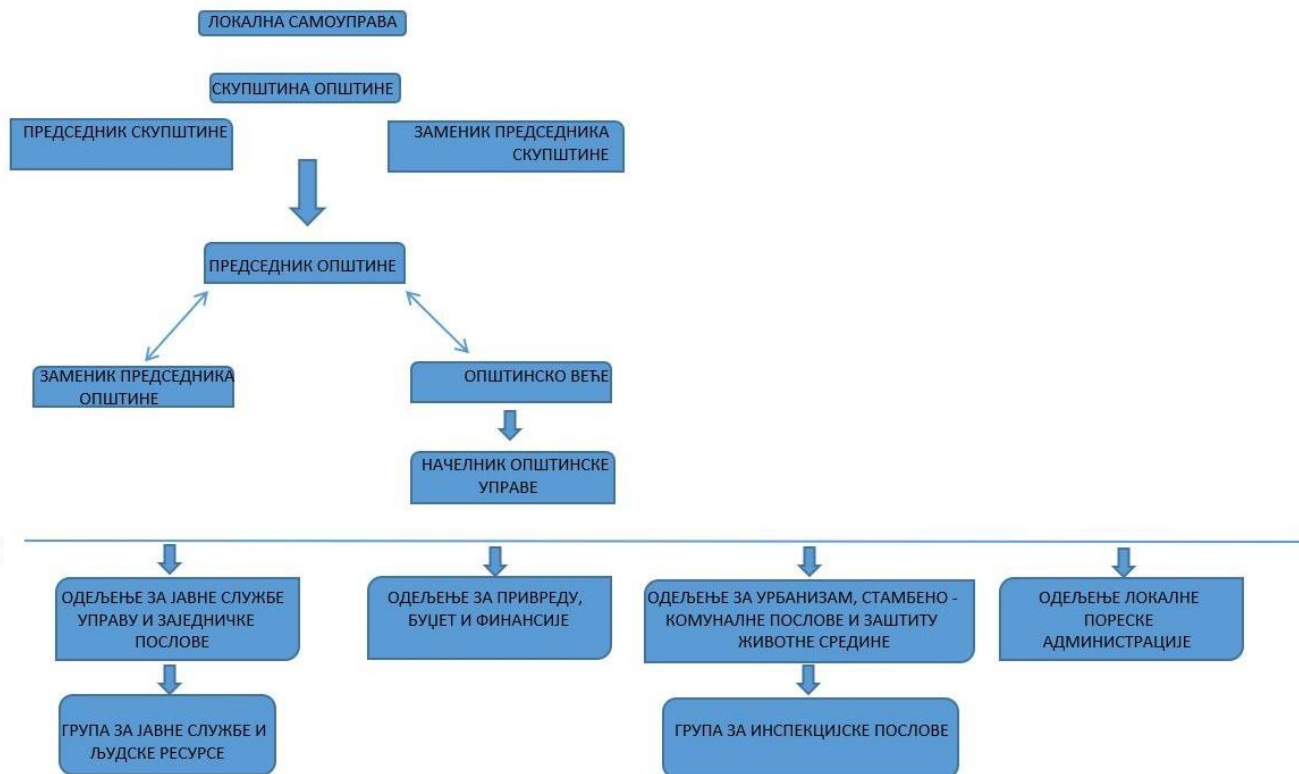 ЛОКАЛНА САМОУПРАВА
СКУПШТИНА ОПШТИНЕ
ПРЕДСЕДНИК СКУПШТИНЕ
ЗАМЕНИК ПРЕДСЕДНИКА
СКУПШТИНЕ
ПРЕДСЕДНИК ОПШТИНЕ
ЗАМЕНИК ПРЕДСЕДНИКА
ОПШТИНЕ
ОПШТИНСКО ВЕЋЕ
НАЧЕЛНИК ОПШТИНСКЕ
УПРАВЕ
ОДЕЉЕЊЕ ЗА ЈАВНЕ СЛУЖБЕ
УПРАВУ И ЗАЈЕДНИЧКЕ
ПОСЛОВЕ
ОДЕЉЕЊЕ ЗА ПРИВРЕДУ,
БУЏЕТ И ФИНАНСИЈЕ
ОДЕЉЕЊЕ ЗА УРБАНИЗАМ, СТАМБЕНО -
КОМУНАЛНЕ ПОСЛОВЕ И ЗАШТИТУ
ЖИВОТНЕ СРЕДИНЕ
ОДЕЉЕЊЕ ЛОКАЛНЕ
ПОРЕСКЕ
АДМИНИСТРАЦИЈЕ
ГРУПА ЗА ЈАВНЕ СЛУЖБЕ И
ЉУДСКЕ РЕСУРСЕ
ГРУПА ЗА ИНСПЕКЦИЈСКЕ ПОСЛОВЕ